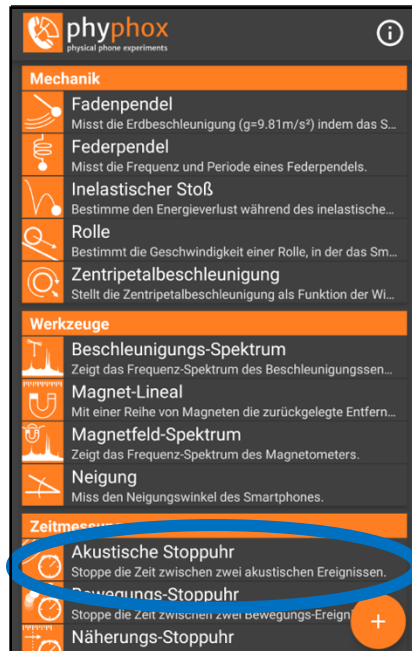 phyphox
physical phone experiments
Mechanik
Fadenpendel
Misst die Erdbeschleunigung (g=9.81m/s²) indem das S...
Federpendel
Misst die Frequenz und Periode eines Federpendels.
Inelastischer Stoß
Bestimme den Energieverlust während des inelastische...
Rolle
Bestimmt die Geschwindigkeit einer Rolle, in der das Sm...
Zentripetalbeschleunigung
Stellt die Zentripetalbeschleunigung als Funktion der Wi...
Werkzeuge
Beschleunigungs-Spektrum
Zeigt das Frequenz-Spektrum des Beschleunigungssen...
Magnet-Lineal
Mit einer Reihe von Magneten die zurückgelegte Entfern...
Magnetfeld-Spektrum
Zeigt das Frequenz-Spektrum des Magnetometers.
Neigung
Miss den Neigungswinkel des Smartphones.
Zeitmessung
Akustische Stoppuhr
Stoppe die Zeit zwischen zwei akustischen Ereignissen.
Bewegungs-Stoppuhr
Stoppe die Zeit zwischen zwei Bewegungs-Ereign
Näherungs-Stoppuhr